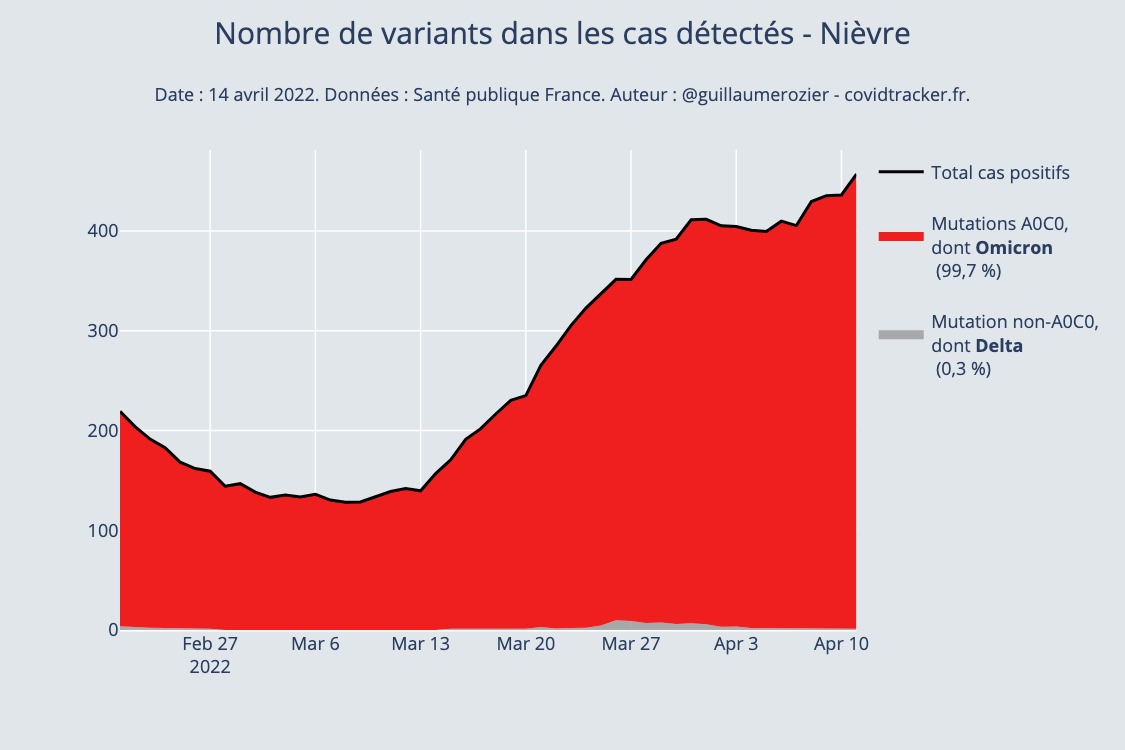 Nombre de variants dans les cas détectés - Nièvre
Date : 14 avril 2022. Données : Santé publique France. Auteur : @guillaumerozier - covidtracker.fr.
Total cas positifs
Mutations A0C0,
dont Omicron
(99,7 %)
Mutation non-A0C0,
dont Delta
(0,3 %)
400
300
200
100
0
Feb 27
2022
Mar 6
Mar 13
Mar 20
Mar 27
Apr 3
Apr 10